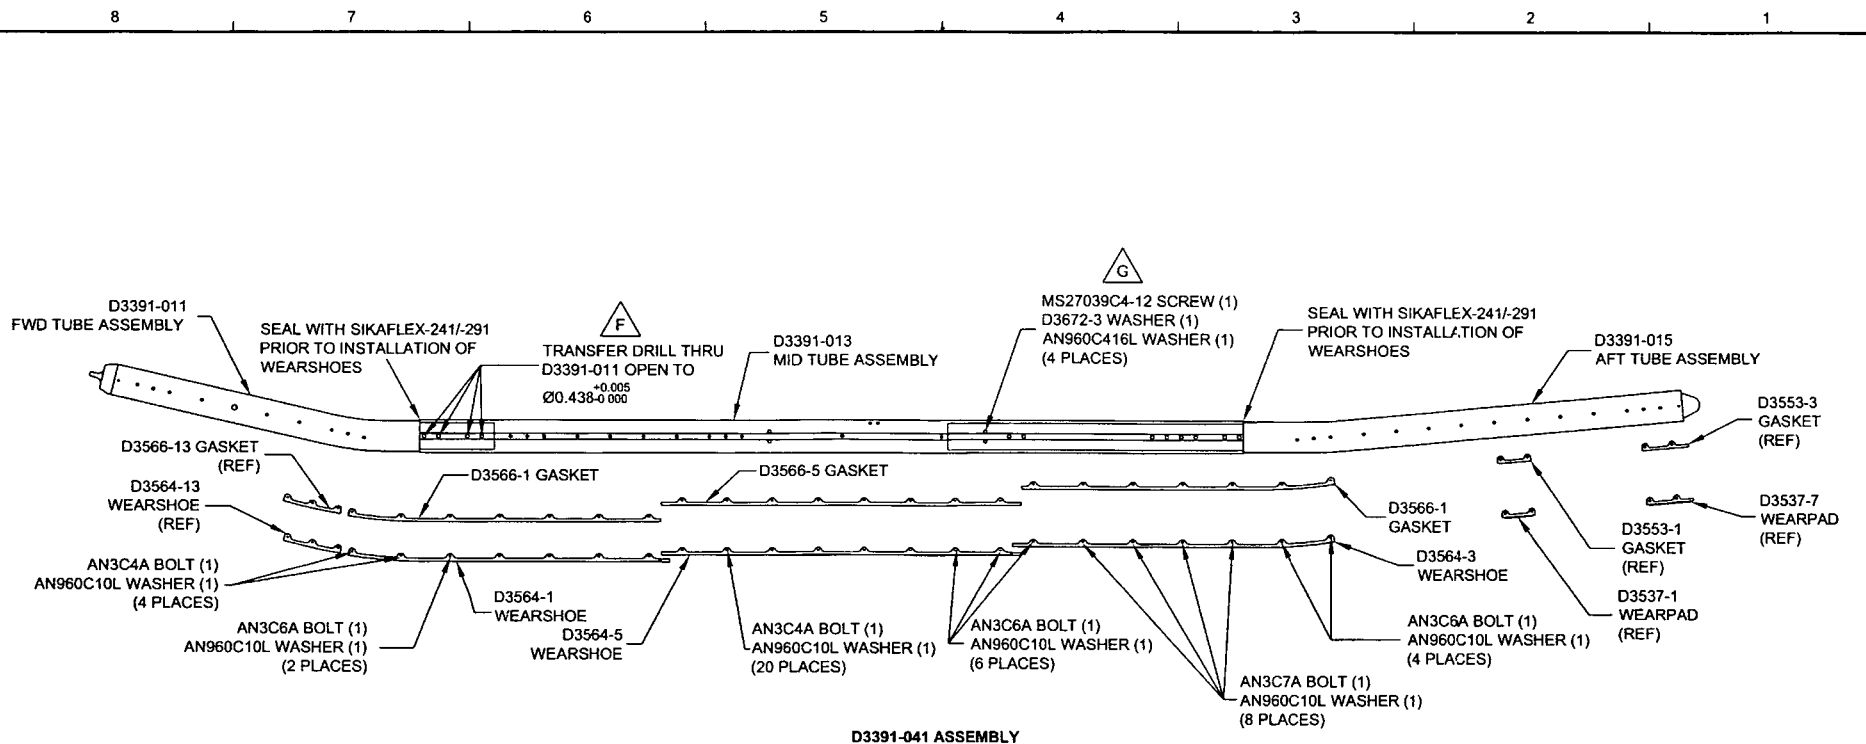 8 7 6 5 4 3 2 1
G
F
D3391-011
FWD TUBE ASSEMBLY
SEAL WITH SIKAFLEX-241/-291
PRIOR TO INSTALLATION OF
WEARSHOES
TRANSFER DRILL THRU
D3391-011 OPEN TO
Ø0.438 +0.005 -0.000
D3391-013
MID TUBE ASSEMBLY
MS27039C4-12 SCREW (1)
D3672-3 WASHER (1)
AN960C416L WASHER (1)
(4 PLACES)
SEAL WITH SIKAFLEX-241/-291
PRIOR TO INSTALLATION OF
WEARSHOES
D3391-015
AFT TUBE ASSEMBLY
D3553-3
GASKET
(REF)
D3566-13 GASKET
(REF)
D3566-1 GASKET
D3566-5 GASKET
D3564-13
WEARSHOE
(REF)
D3566-1
GASKET
D3553-1
GASKET
(REF)
D3537-7
WEARPAD
(REF)
AN3C4A BOLT (1)
AN960C10L WASHER (1)
(4 PLACES)
D3564-1
WEARSHOE
D3564-3
WEARSHOE
D3537-1
WEARPAD
(REF)
AN3C6A BOLT (1)
AN960C10L WASHER (1)
(2 PLACES)
D3564-5
WEARSHOE
AN3C4A BOLT (1)
AN960C10L WASHER (1)
(20 PLACES)
AN3C6A BOLT (1)
AN960C10L WASHER (1)
(6 PLACES)
AN3C6A BOLT (1)
AN960C10L WASHER (1)
(4 PLACES)
AN3C7A BOLT (1)
AN960C10L WASHER (1)
(8 PLACES)
D3391-041 ASSEMBLY